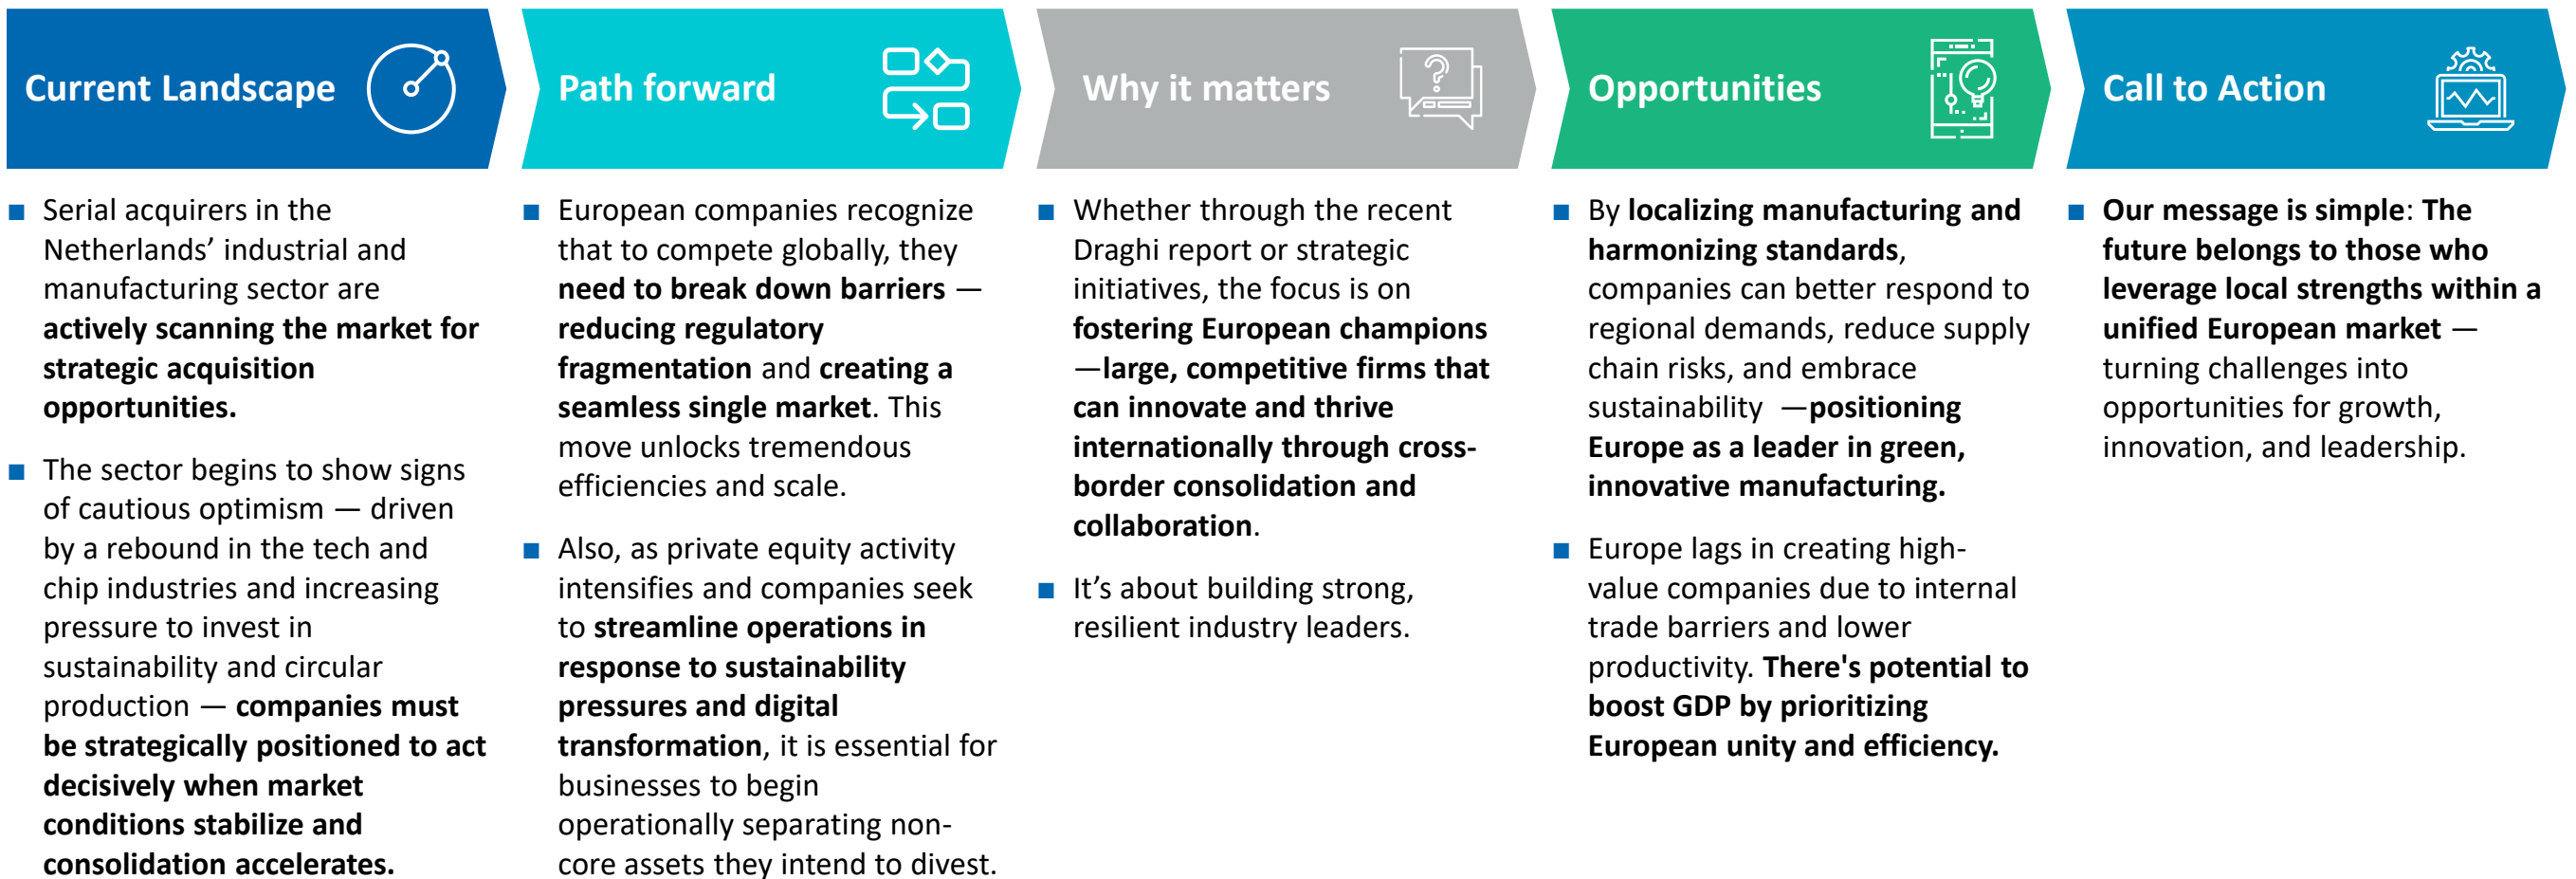 Current Landscape
Path forward
Why it matters
Opportunities
Call to Action
■ Serial acquirers in the
Netherlands’ industrial and
manufacturing sector are
actively scanning the market for
strategic acquisition
opportunities.
■ The sector begins to show signs
of cautious optimism — driven
by a rebound in the tech and
chip industries and increasing
pressure to invest in
sustainability and circular
production — companies must
be strategically positioned to act
decisively when market
conditions stabilize and
consolidation accelerates.
■ European companies recognize
that to compete globally, they
need to break down barriers —
reducing regulatory
fragmentation and creating a
seamless single market. This
move unlocks tremendous
efficiencies and scale.
■ Also, as private equity activity
intensifies and companies seek
to streamline operations in
response to sustainability
pressures and digital
transformation, it is essential for
businesses to begin
operationally separating non-
core assets they intend to divest.
■ Whether through the recent
Draghi report or strategic
initiatives, the focus is on
fostering European champions
—large, competitive firms that
can innovate and thrive
internationally through cross-
border consolidation and
collaboration.
■ It’s about building strong,
resilient industry leaders.
■ By localizing manufacturing and
harmonizing standards,
companies can better respond to
regional demands, reduce supply
chain risks, and embrace
sustainability —positioning
Europe as a leader in green,
innovative manufacturing.
■ Europe lags in creating high-
value companies due to internal
trade barriers and lower
productivity. There's potential to
boost GDP by prioritizing
European unity and efficiency.
■ Our message is simple: The
future belongs to those who
leverage local strengths within a
unified European market —
turning challenges into
opportunities for growth,
innovation, and leadership.